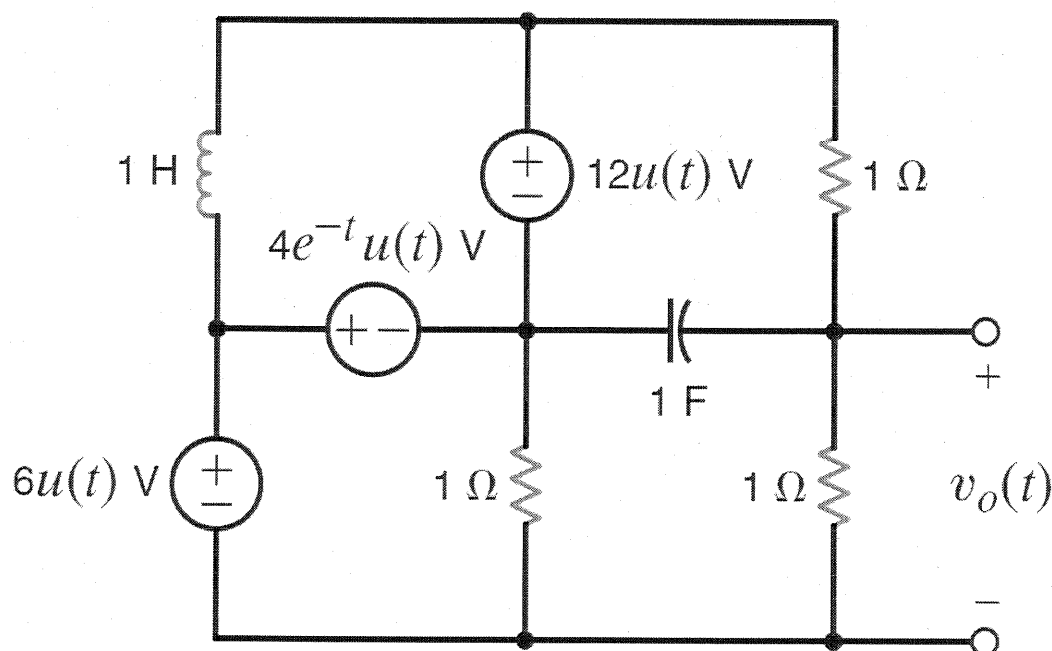 1 H
+
−
12u(t) V
1 Ω
4e^{−t} u(t) V
+ −
1 F
+
6u(t) V
+
−
1 Ω
1 Ω
v_o(t)
−